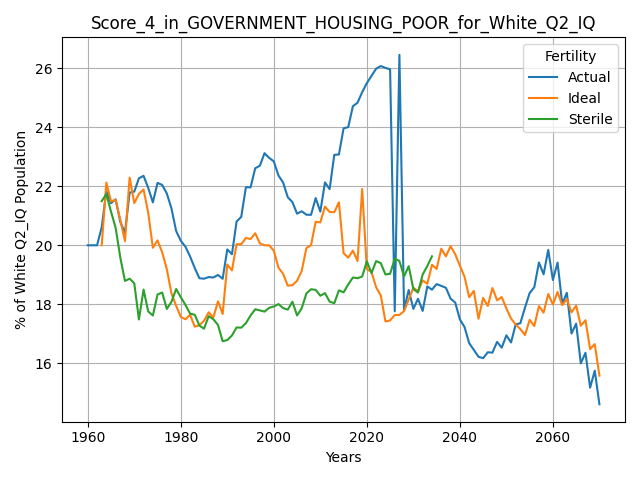 Score_4_in_GOVERNMENT_HOUSING_POOR_for_White_Q2_IQ
Fertility
Actual
Ideal
Sterile
% of White Q2_IQ Population
26
24
22
20
18
16
1960 1980 2000 2020 2040 2060
Years